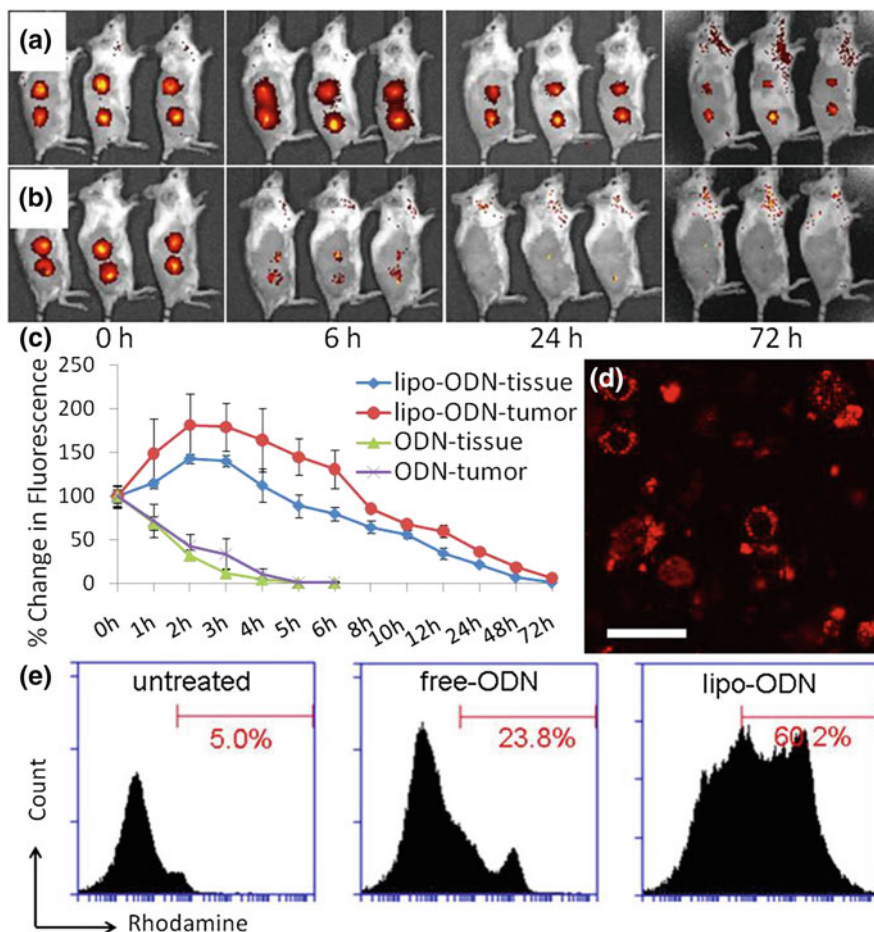 (a)
(b)
0 h 6 h 24 h 72 h
(c)
250
200
150
100
50
0
% Change in Fluorescence
lipo-ODN-tissue
lipo-ODN-tumor
ODN-tissue
ODN-tumor
0h 1h 2h 3h 4h 5h 6h 8h 10h 12h 24h 48h 72h
(d)
(e)
untreated
5.0%
free-ODN
23.8%
lipo-ODN
60.2%
Count
Rhodamine